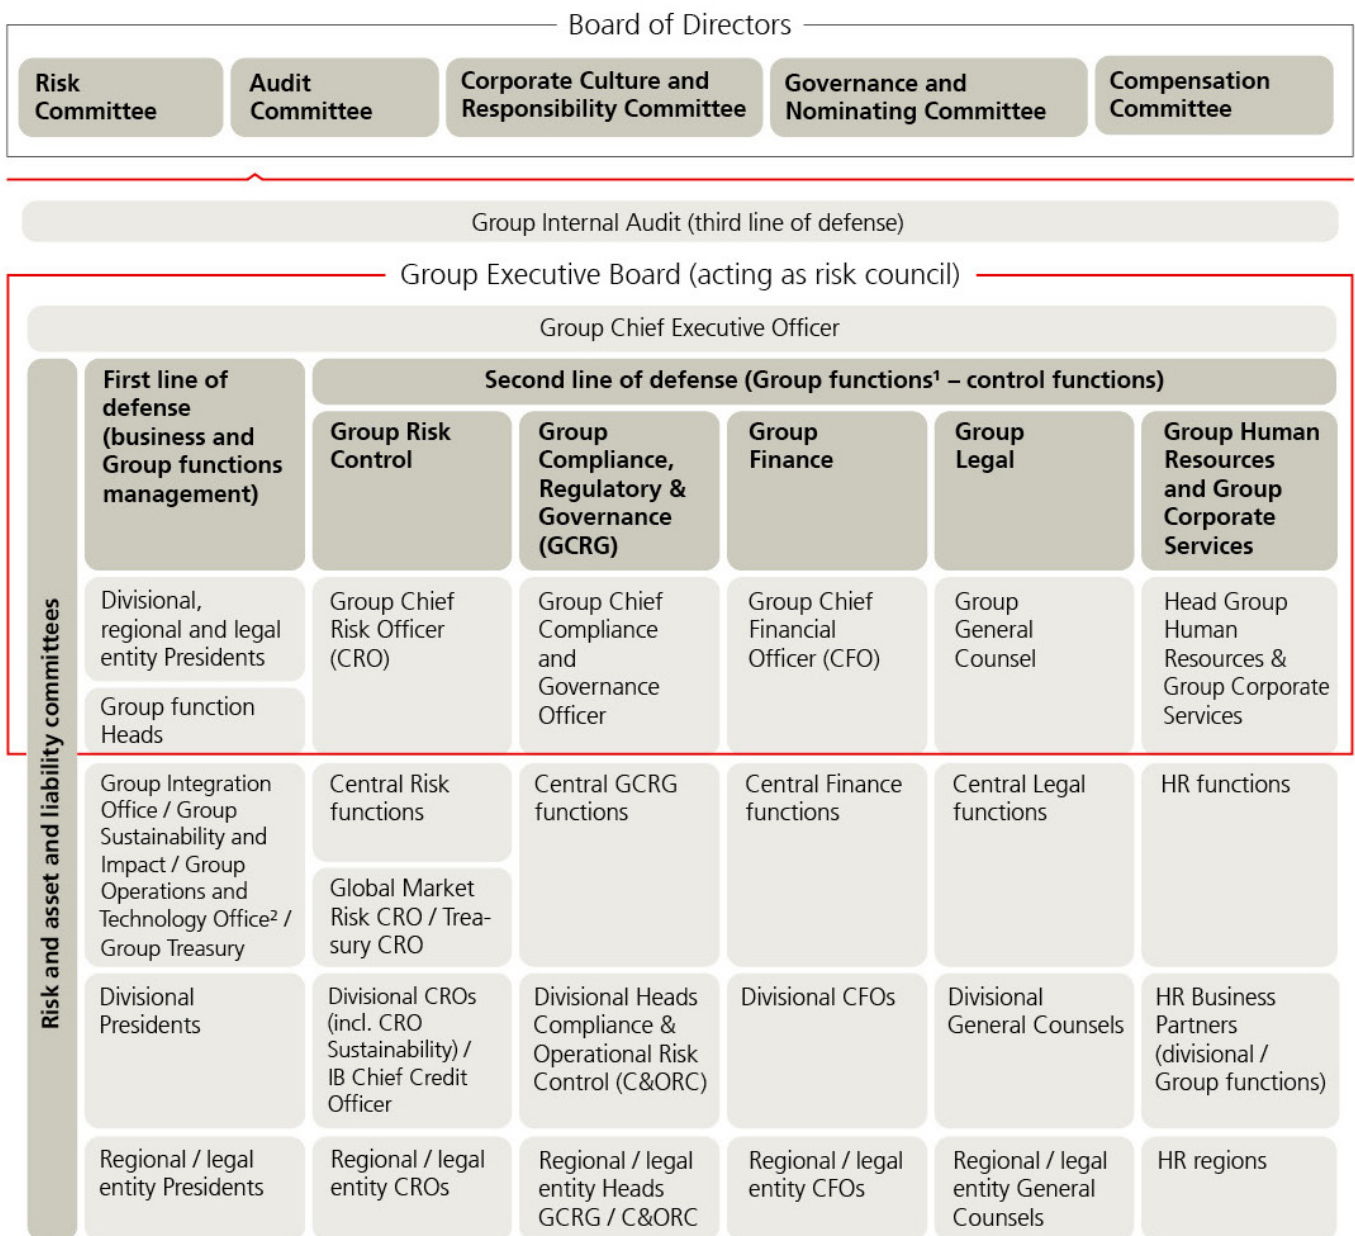 Board of Directors
Risk
Committee
Audit
Committee
Corporate Culture and
Responsibility Committee
Governance and
Nominating Committee
Compensation
Committee
Group Internal Audit (third line of defense)
Group Executive Board (acting as risk council)
Group Chief Executive Officer
Risk and asset and liability committees
First line of
defense
(business and
Group functions
management)
Second line of defense (Group functions¹ – control functions)
Group Risk
Control
Group
Compliance,
Regulatory &
Governance
(GCRG)
Group
Finance
Group
Legal
Group Human
Resources
and Group
Corporate
Services
Divisional,
regional and legal
entity Presidents
Group function
Heads
Group Chief
Risk Officer
(CRO)
Group Chief
Compliance
and
Governance
Officer
Group Chief
Financial
Officer (CFO)
Group
General
Counsel
Head Group
Human
Resources &
Group Corporate
Services
Group Integration
Office / Group
Sustainability and
Impact / Group
Operations and
Technology Office² /
Group Treasury
Central Risk
functions
Global Market
Risk CRO / Trea-
sury CRO
Central GCRG
functions
Central Finance
functions
Central Legal
functions
HR functions
Divisional
Presidents
Divisional CROs
(incl. CRO
Sustainability) /
IB Chief Credit
Officer
Divisional Heads
Compliance &
Operational Risk
Control (C&ORC)
Divisional CFOs
Divisional
General Counsels
HR Business
Partners
(divisional /
Group functions)
Regional / legal
entity Presidents
Regional / legal
entity CROs
Regional / legal
entity Heads
GCRG / C&ORC
Regional / legal
entity CFOs
Regional / legal
entity General
Counsels
HR regions